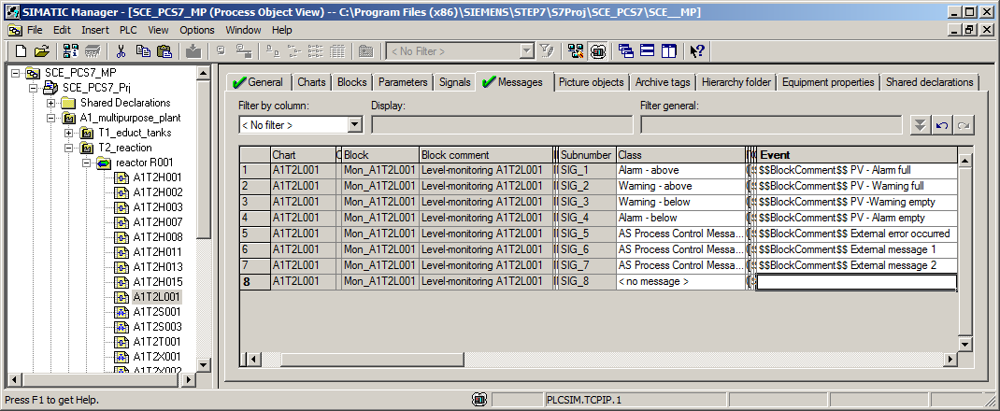 SIMATIC Manager - [SCE_PCS7_MP (Process Object View) -- C:\Program Files (x86)\SIEMENS\STEP7\S7Proj\SCE_PCS7\SCE__MP]
File Edit Insert PLC View Options Window Help
< No Filter >
SCE_PCS7_MP
SCE_PCS7_Prj
Shared Declarations
A1_multipurpose_plant
T1_educt_tanks
T2_reaction
reactor R001
A1T2H001
A1T2H002
A1T2H003
A1T2H007
A1T2H008
A1T2H011
A1T2H013
A1T2H015
A1T2L001
A1T2S001
A1T2S003
A1T2T001
A1T2X001
A1T2X002
General Charts Blocks Parameters Signals Messages Picture objects Archive tags Hierarchy folder Equipment properties Shared declarations
Filter by column: Display: Filter general:
< No filter >
Chart Block Block comment Subnumber Class Event
1 A1T2L001 Mon_A1T2L001 Level-monitoring A1T2L001 SIG_1 Alarm - above $$BlockComment$$ PV - Alarm full
2 A1T2L001 Mon_A1T2L001 Level-monitoring A1T2L001 SIG_2 Warning - above $$BlockComment$$ PV - Warning full
3 A1T2L001 Mon_A1T2L001 Level-monitoring A1T2L001 SIG_3 Warning - below $$BlockComment$$ PV -Warning empty
4 A1T2L001 Mon_A1T2L001 Level-monitoring A1T2L001 SIG_4 Alarm - below $$BlockComment$$ PV - Alarm empty
5 A1T2L001 Mon_A1T2L001 Level-monitoring A1T2L001 SIG_5 AS Process Control Messa... $$BlockComment$$ External error occurred
6 A1T2L001 Mon_A1T2L001 Level-monitoring A1T2L001 SIG_6 AS Process Control Messa... $$BlockComment$$ External message 1
7 A1T2L001 Mon_A1T2L001 Level-monitoring A1T2L001 SIG_7 AS Process Control Messa... $$BlockComment$$ External message 2
8 A1T2L001 Mon_A1T2L001 Level-monitoring A1T2L001 SIG_8 < no message >
Press F1 to get Help. PLCSIM.TCPIP.1